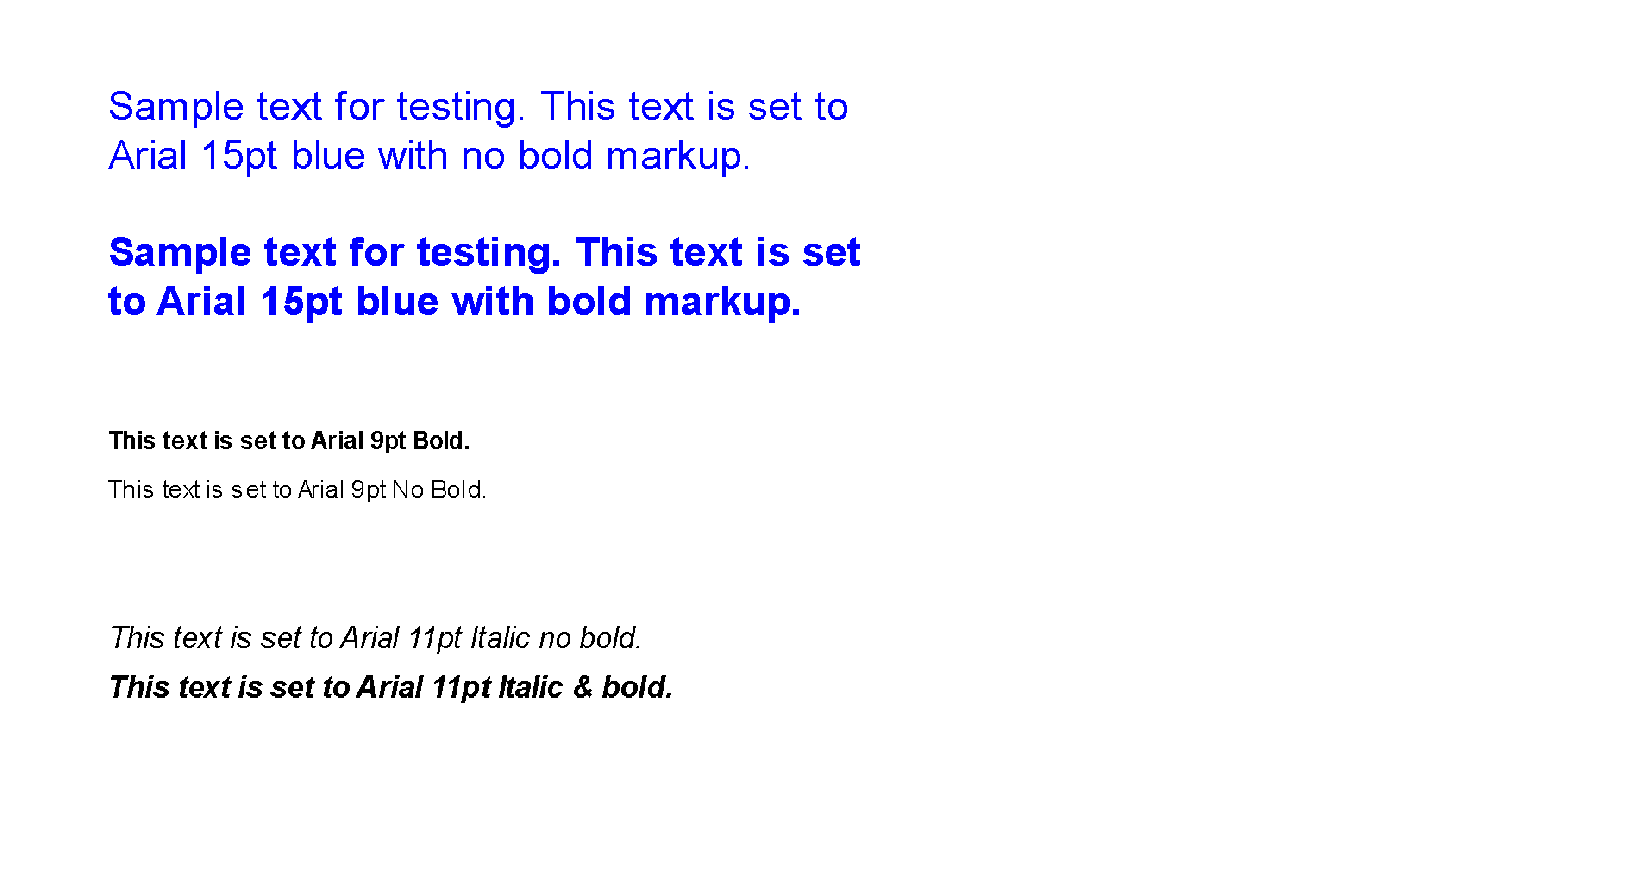 Sample text for testing. This text is set to
Arial 15pt blue with no bold markup.
Sample text for testing. This text is set
to Arial 15pt blue with bold markup.
This text is set to Arial 9pt Bold.
This text is set to Arial 9pt No Bold.
This text is set to Arial 11pt Italic no bold.
This text is set to Arial 11pt Italic & bold.